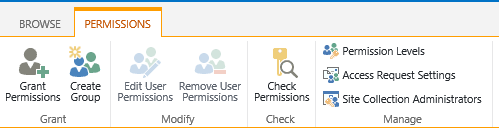 BROWSE PERMISSIONS
Grant Permissions
Create Group
Edit User Permissions
Remove User Permissions
Check Permissions
Permission Levels
Access Request Settings
Site Collection Administrators
Grant Modify Check Manage